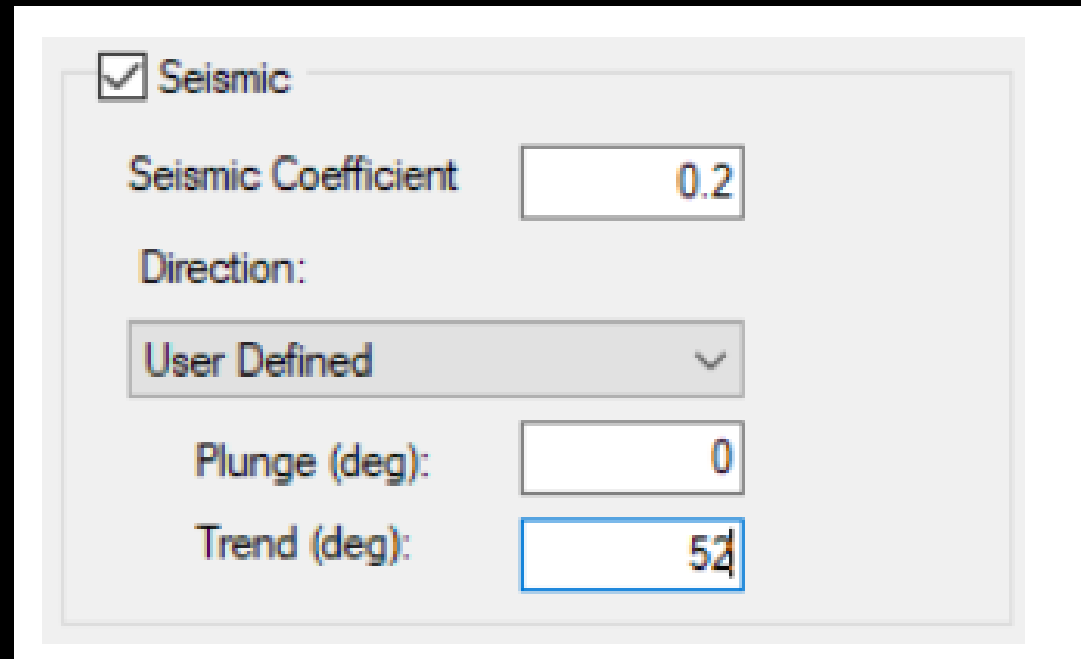 Seismic
Seismic Coefficient 0.2
Direction:
User Defined
Plunge (deg): 0
Trend (deg): 52